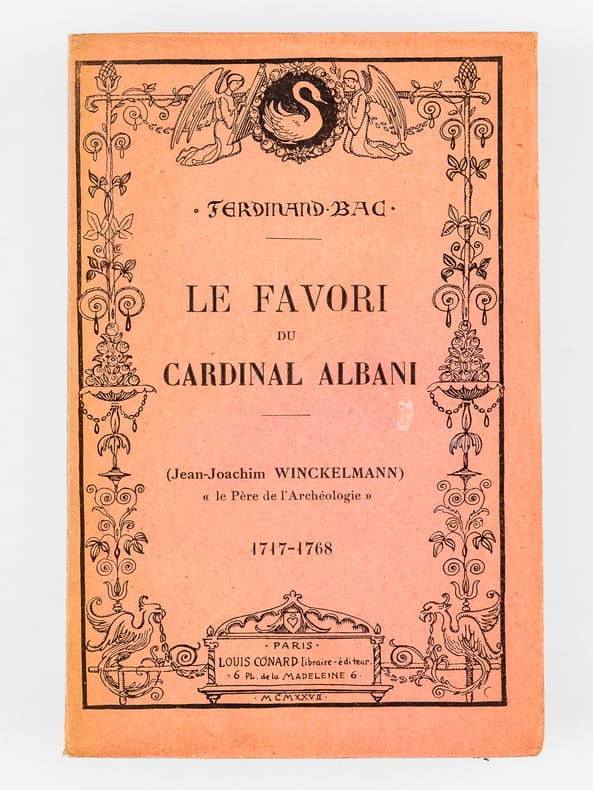 · FERDINAND·BAC ·
LE FAVORI
DU
CARDINAL ALBANI
(Jean-Joachim WINCKELMANN)
« le Père de l'Archéologie »
1717-1768
· PARIS ·
LOUIS CONARD libraire-éditeur.
· 6 PL. de la MADELEINE 6 ·
· MCMXXVII ·